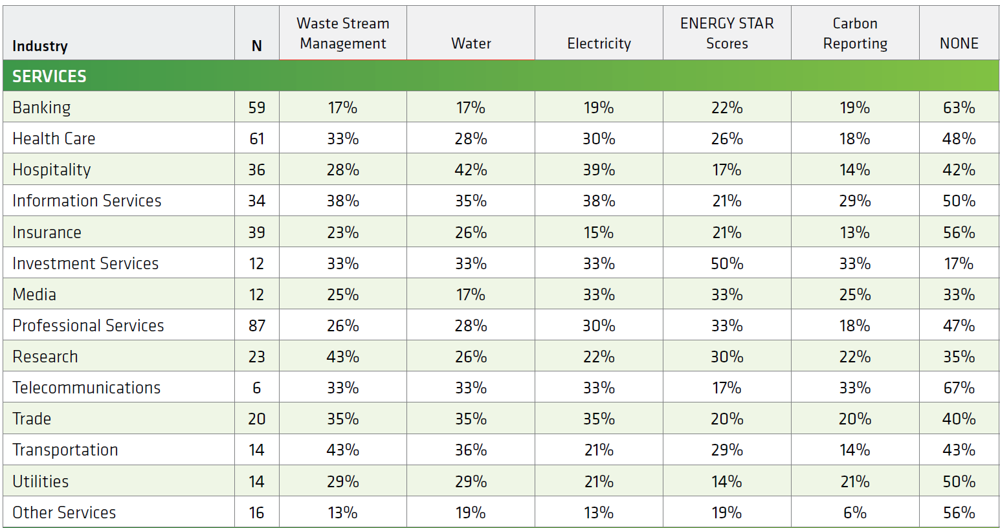 Industry N Waste Stream Management Water Electricity ENERGY STAR Scores Carbon Reporting NONE
SERVICES
Banking 59 17% 17% 19% 22% 19% 63%
Health Care 61 33% 28% 30% 26% 18% 48%
Hospitality 36 28% 42% 39% 17% 14% 42%
Information Services 34 38% 35% 38% 21% 29% 50%
Insurance 39 23% 26% 15% 21% 13% 56%
Investment Services 12 33% 33% 33% 50% 33% 17%
Media 12 25% 17% 33% 33% 25% 33%
Professional Services 87 26% 28% 30% 33% 18% 47%
Research 23 43% 26% 22% 30% 22% 35%
Telecommunications 6 33% 33% 33% 17% 33% 67%
Trade 20 35% 35% 35% 20% 20% 40%
Transportation 14 43% 36% 21% 29% 14% 43%
Utilities 14 29% 29% 21% 14% 21% 50%
Other Services 16 13% 19% 13% 19% 6% 56%